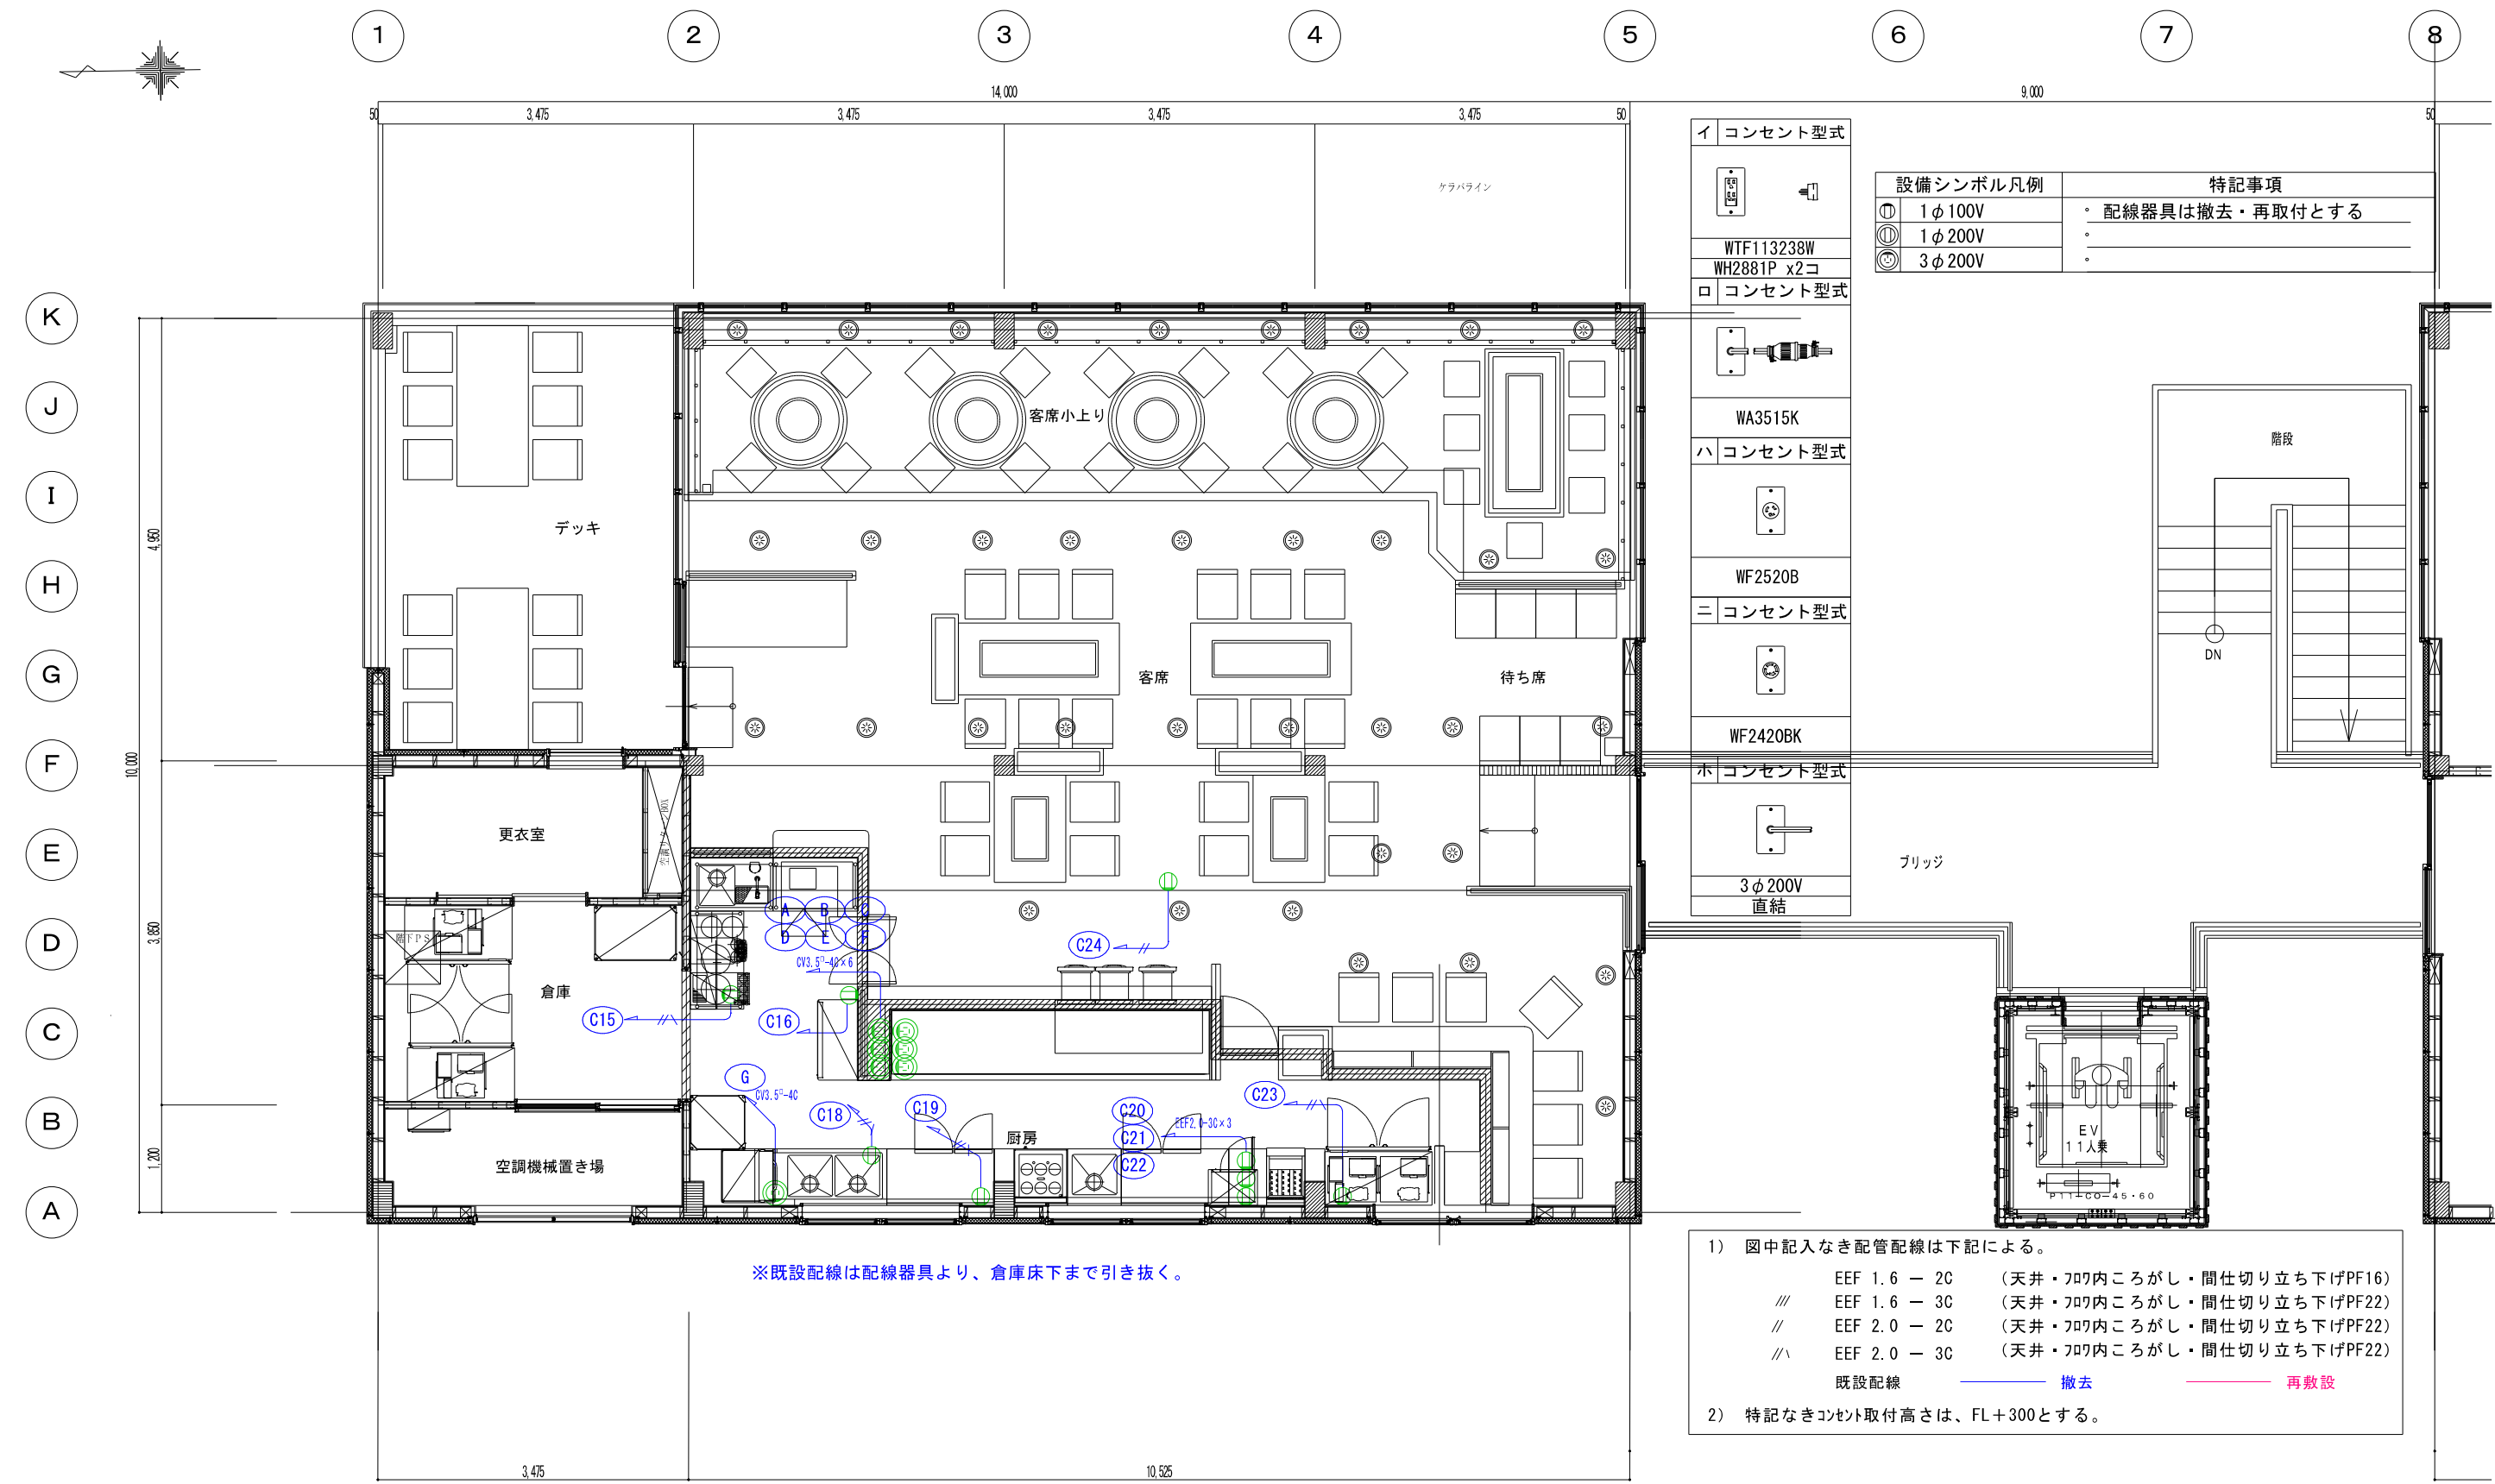 1 2 3 4 5 6 7 8
14,000 9,000
50 3,475 3,475 3,475 3,475 50 50
ケラバライン
イ コンセント型式
WTF113238W
WH2881P x2コ
ロ コンセント型式
WA3515K
ハ コンセント型式
WF2520B
ニ コンセント型式
WF2420BK
ホ コンセント型式
3φ200V
直結
設備シンボル凡例 特記事項
1φ100V 。配線器具は撤去・再取付とする
1φ200V 。
3φ200V 。
K
J
I
H
G
F
E
D
C
B
A
4,950
10,000
3,850
1,200
客席小上り
階段
デッキ
DN
客席
待ち席
更衣室
ブリッジ
A B C
D E F
CV3.5□-4C×6
C24
階下PS
倉庫
C15
C16
G
CV3.5□-4C
C18
C19
C20
C21
C22
EEF2.0-3C×3
C23
厨房
空調機械置き場
EV
11人乗
P11-CO-45・60
※既設配線は配線器具より、倉庫床下まで引き抜く。
1) 図中記入なき配管配線は下記による。
EEF 1.6 − 2C (天井・フロワ内ころがし・間仕切り立ち下げPF16)
/// EEF 1.6 − 3C (天井・フロワ内ころがし・間仕切り立ち下げPF22)
// EEF 2.0 − 2C (天井・フロワ内ころがし・間仕切り立ち下げPF22)
//\ EEF 2.0 − 3C (天井・フロワ内ころがし・間仕切り立ち下げPF22)
既設配線 撤去 再敷設
2) 特記なきコンセント取付高さは、FL+300とする。
3,475 10,525